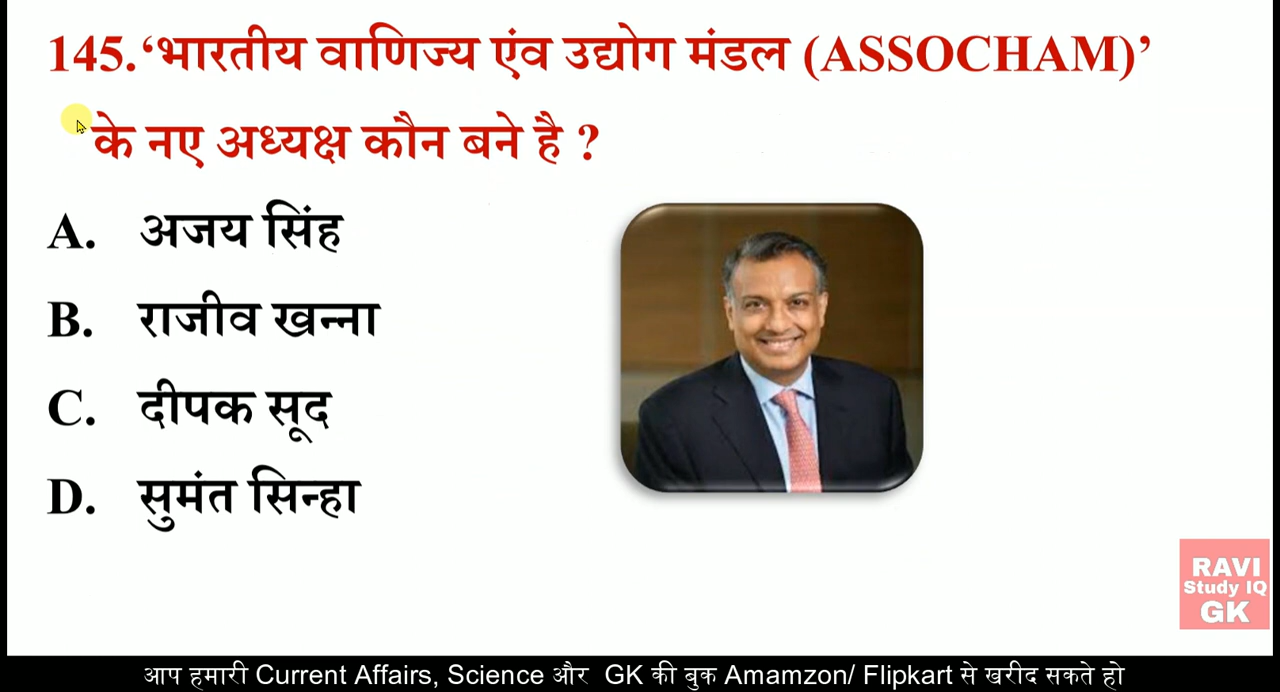 145.‘भारतीय वाणिज्य एंव उद्योग मंडल (ASSOCHAM)’
के नए अध्यक्ष कौन बने है ?
A. अजय सिंह
B. राजीव खन्ना
C. दीपक सूद
D. सुमंत सिन्हा
RAVI
Study IQ
GK
आप हमारी Current Affairs, Science और GK की बुक Amamzon/ Flipkart से खरीद सकते हो